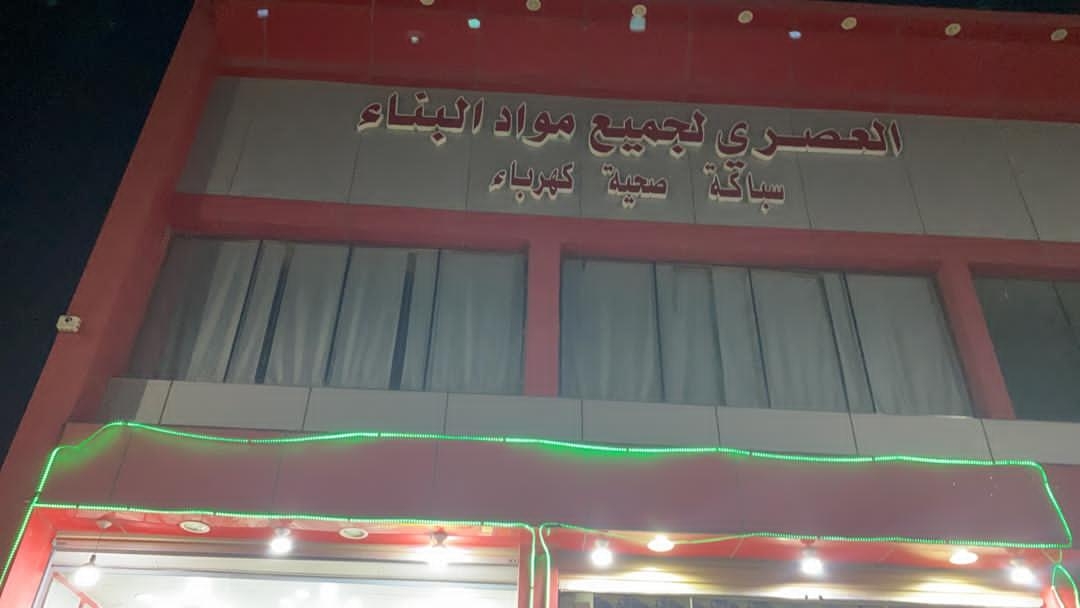 العصري لجميع مواد البناء
سباكة صحية كهرباء